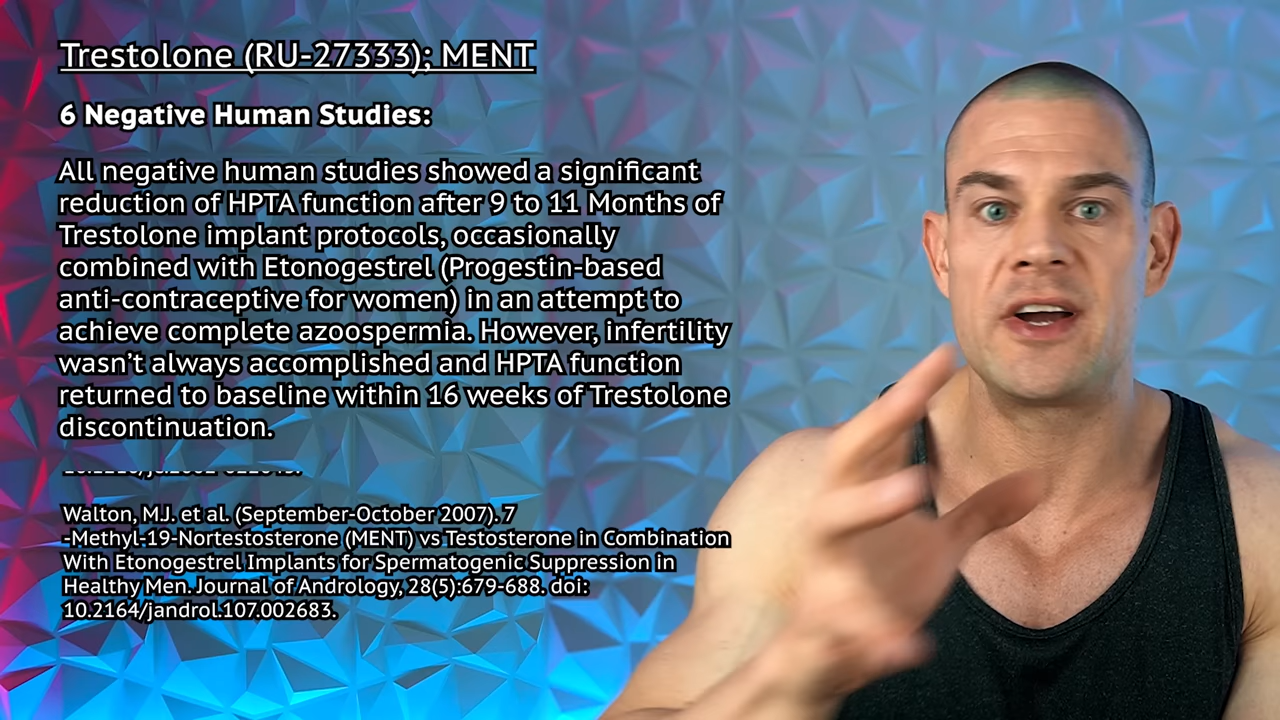 Trestolone (RU-27333); MENT
6 Negative Human Studies:
All negative human studies showed a significant
reduction of HPTA function after 9 to 11 Months of
Trestolone implant protocols, occasionally
combined with Etonogestrel (Progestin-based
anti-contraceptive for women) in an attempt to
achieve complete azoospermia. However, infertility
wasn't always accomplished and HPTA function
returned to baseline within 16 weeks of Trestolone
discontinuation.
Walton, M.J. et al. (September-October 2007). 7
-Methyl-19-Nortestosterone (MENT) vs Testosterone in Combination
With Etonogestrel Implants for Spermatogenic Suppression in
Healthy Men. Journal of Andrology, 28(5):679-688. doi:
10.2164/jandrol.107.002683.